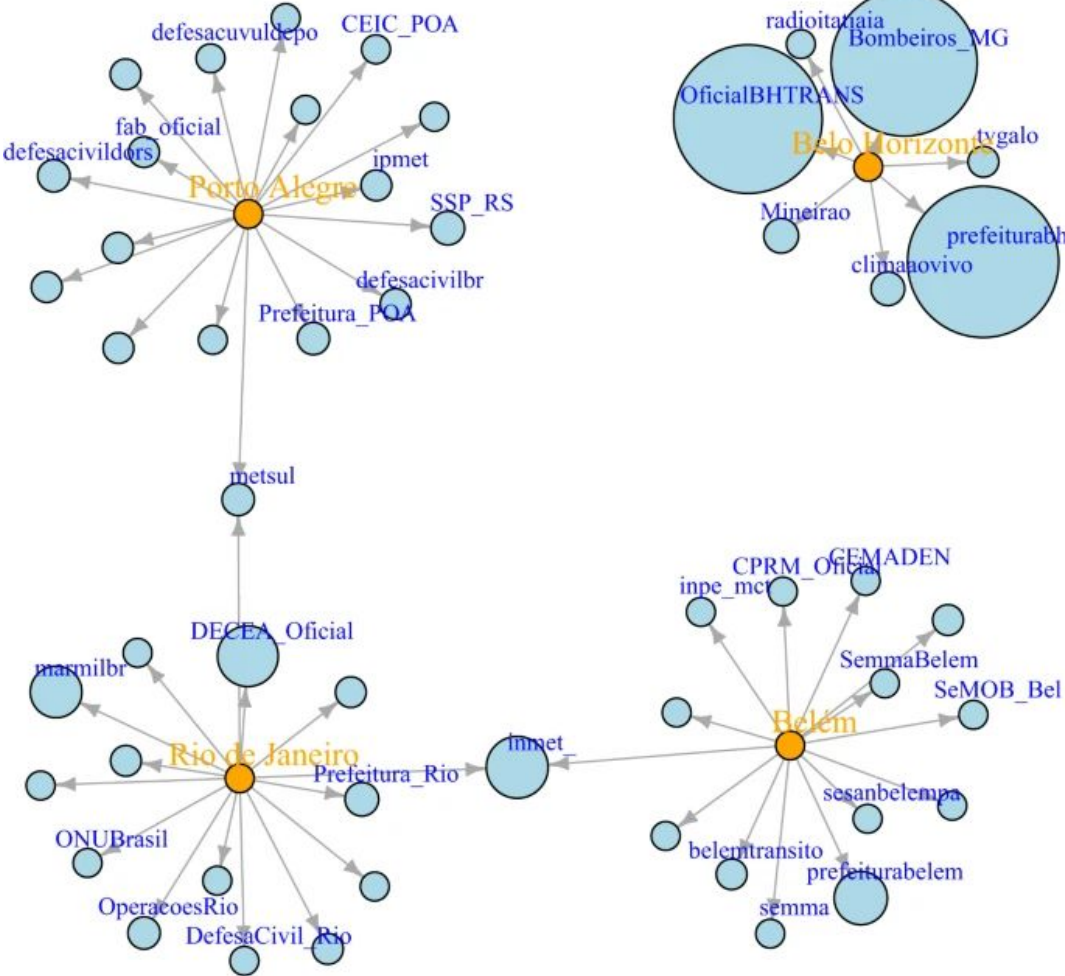 defesacuvuldepo
CEIC_POA
fab_oficial
defesacivildors
ipmet
Porto Alegre
SSP_RS
defesacivilbr
Prefeitura_POA
radioitatiaia
Bombeiros_MG
OficialBHTRANS
Belo Horizonte
tvgalo
Mineirao
prefeiturabh
climaaovivo
metsul
DECEA_Oficial
marmilbr
Rio de Janeiro
Prefeitura_Rio
inmet_
ONUBrasil
OperacoesRio
DefesaCivil_Rio
CEMADEN
CPRM_Oficial
inpe_mct
SemmaBelem
SeMOB_Bel
Belém
sesanbelempa
belemtransito
prefeiturabelem
semma